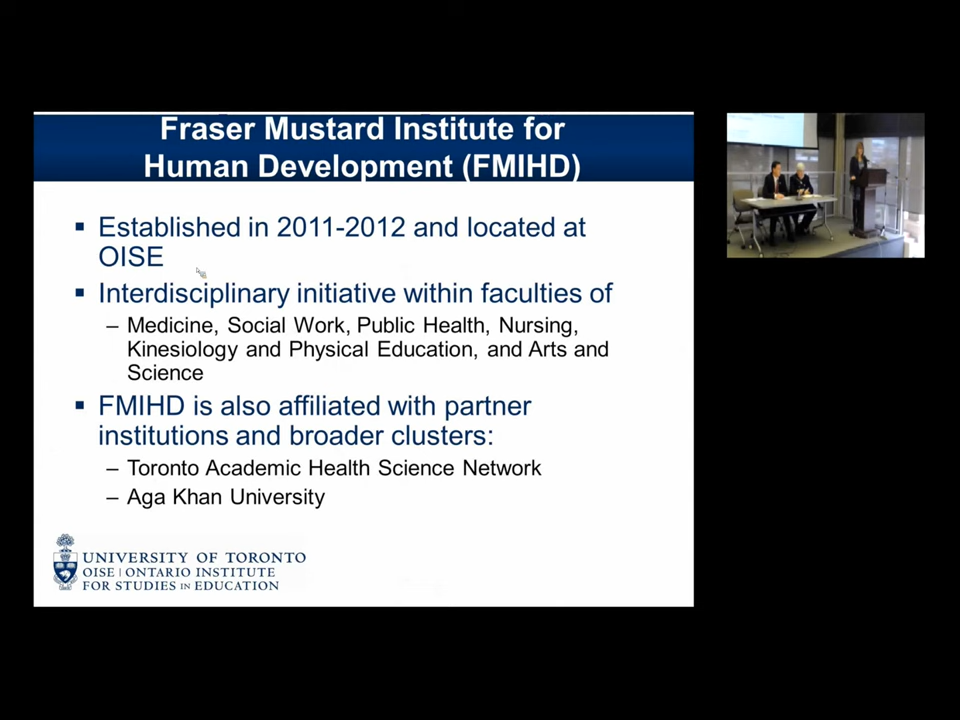 Fraser Mustard Institute for
Human Development (FMIHD)
▪ Established in 2011-2012 and located at
OISE
▪ Interdisciplinary initiative within faculties of
– Medicine, Social Work, Public Health, Nursing,
Kinesiology and Physical Education, and Arts and
Science
▪ FMIHD is also affiliated with partner
institutions and broader clusters:
– Toronto Academic Health Science Network
– Aga Khan University
UNIVERSITY OF TORONTO
OISE | ONTARIO INSTITUTE
FOR STUDIES IN EDUCATION